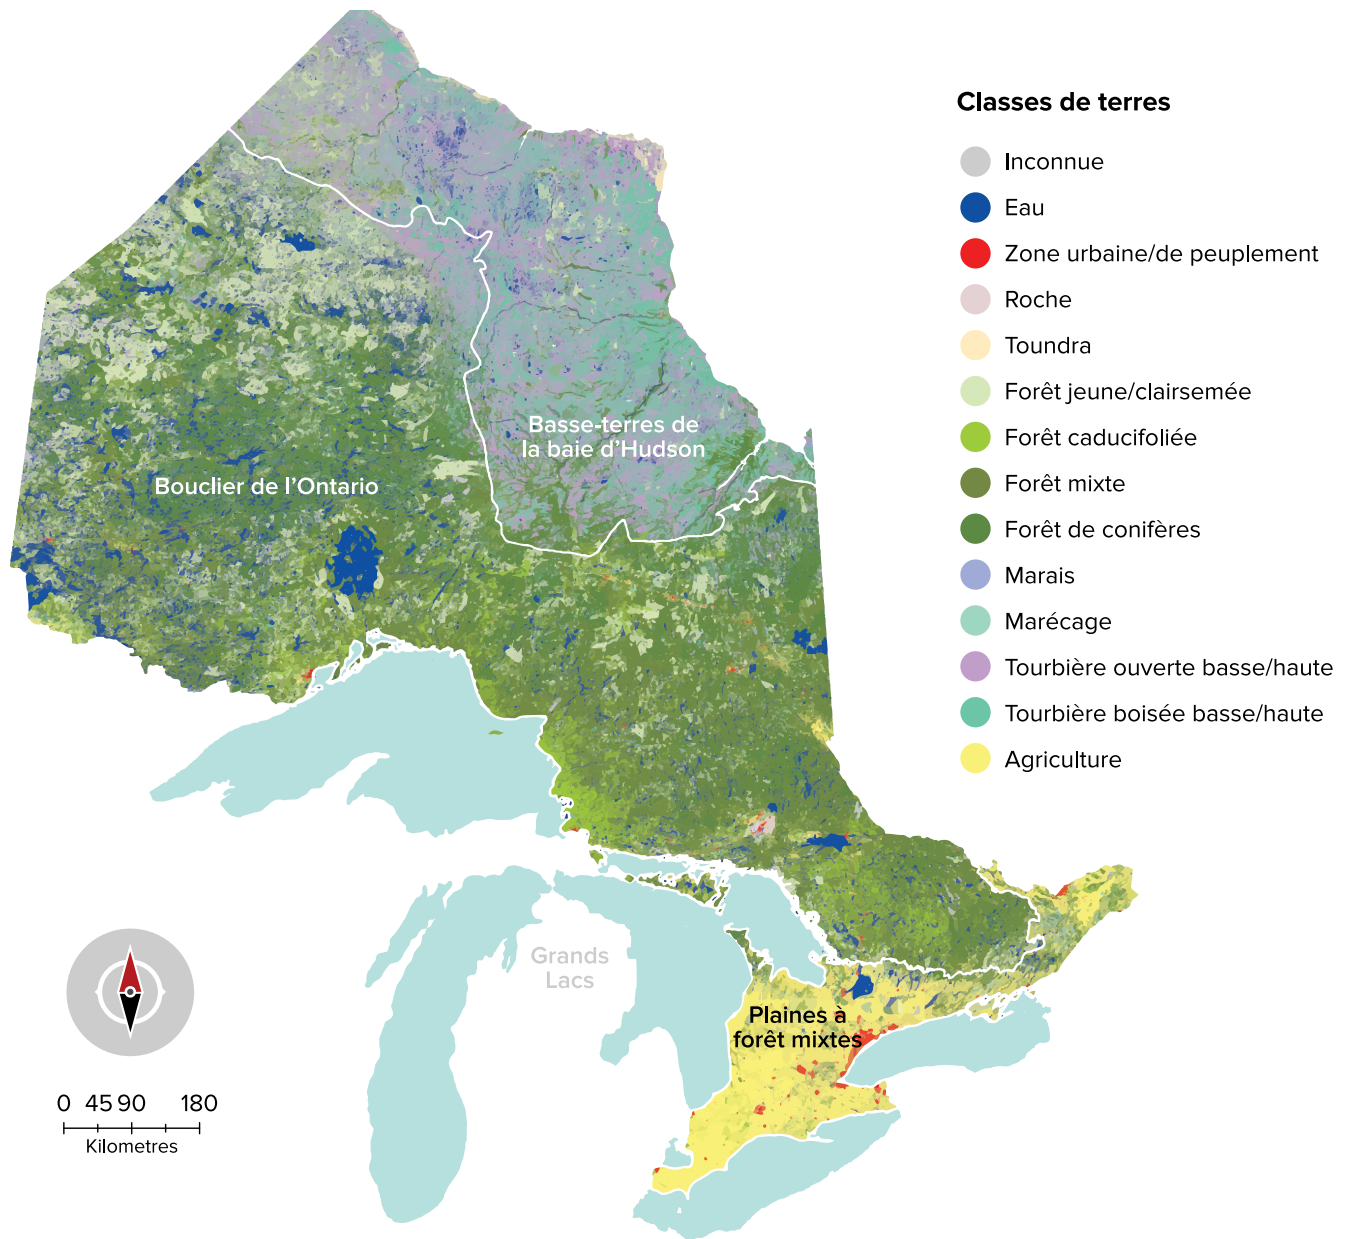 Classes de terres
Inconnue
Eau
Zone urbaine/de peuplement
Roche
Toundra
Forêt jeune/clairsemée
Forêt caducifoliée
Forêt mixte
Forêt de conifères
Marais
Marécage
Tourbière ouverte basse/haute
Tourbière boisée basse/haute
Agriculture
Basse-terres de
la baie d'Hudson
Bouclier de l'Ontario
Grands
Lacs
Plaines à
forêt mixtes
0 45 90 180
Kilometres